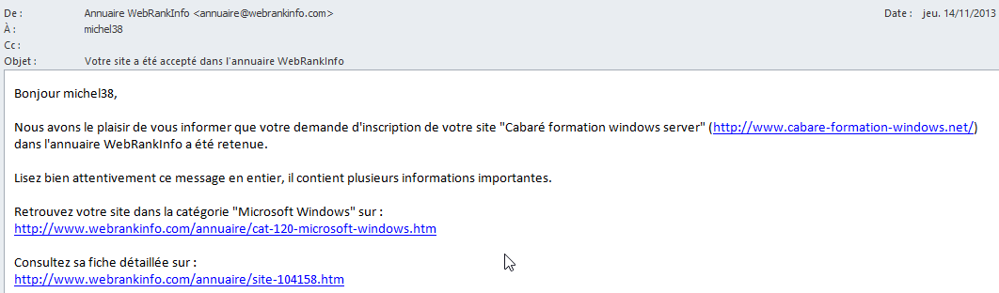 De : Annuaire WebRankInfo <annuaire@webrankinfo.com> Date : jeu. 14/11/2013
À : michel38
Cc :
Objet : Votre site a été accepté dans l'annuaire WebRankInfo
Bonjour michel38,
Nous avons le plaisir de vous informer que votre demande d'inscription de votre site "Cabaré formation windows server" (http://www.cabare-formation-windows.net/)
dans l'annuaire WebRankInfo a été retenue.
Lisez bien attentivement ce message en entier, il contient plusieurs informations importantes.
Retrouvez votre site dans la catégorie "Microsoft Windows" sur :
http://www.webrankinfo.com/annuaire/cat-120-microsoft-windows.htm
Consultez sa fiche détaillée sur :
http://www.webrankinfo.com/annuaire/site-104158.htm